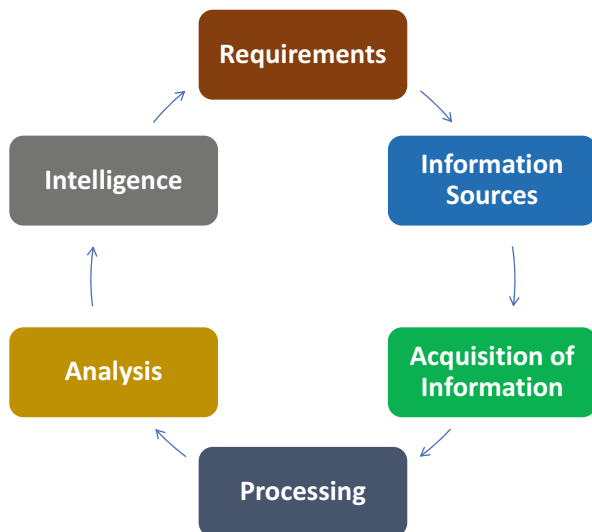 Requirements
Information
Sources
Acquisition of
Information
Processing
Analysis
Intelligence